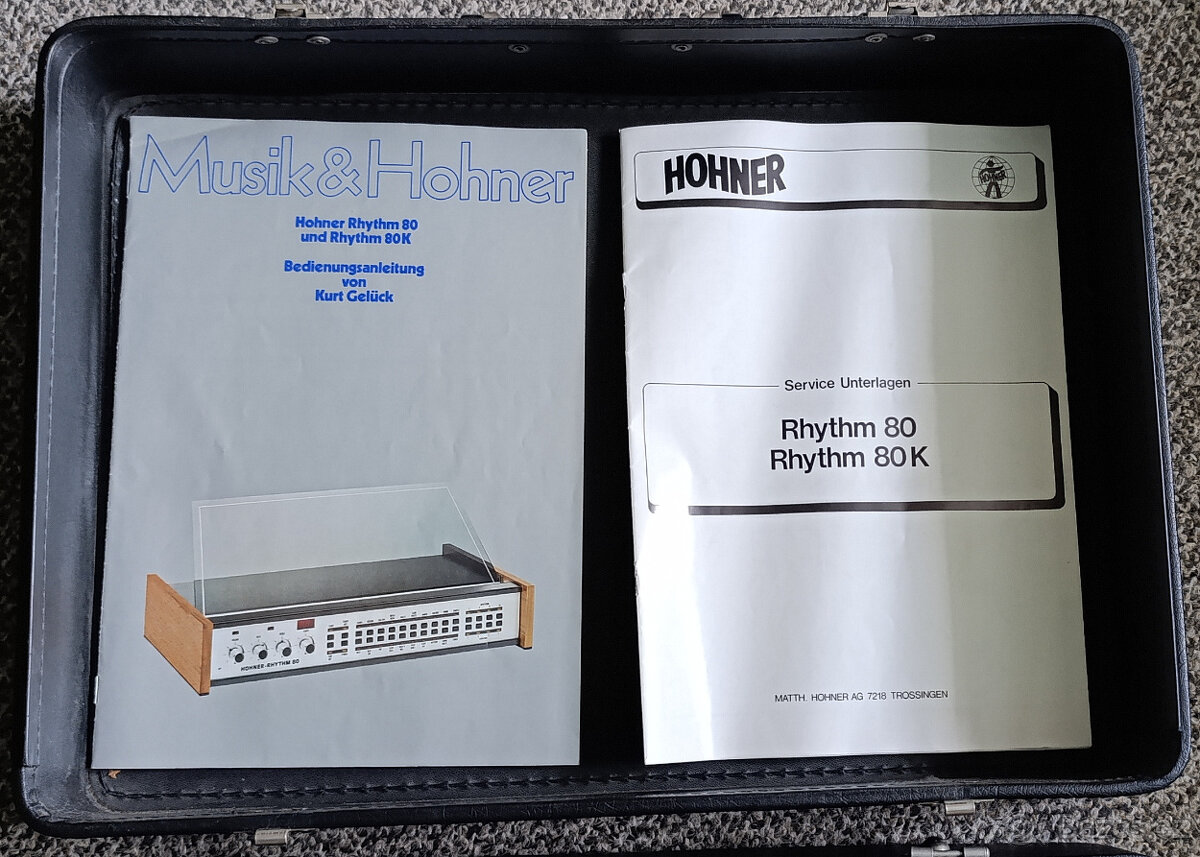 Musik & Hohner
Hohner Rhythm 80
und Rhythm 80K
Bedienungsanleitung
von
Kurt Gelück
HOHNER-RHYTHM 80
HOHNER
HOHNER
Service Unterlagen
Rhythm 80
Rhythm 80K
MATTH. HOHNER AG 7218 TROSSINGEN